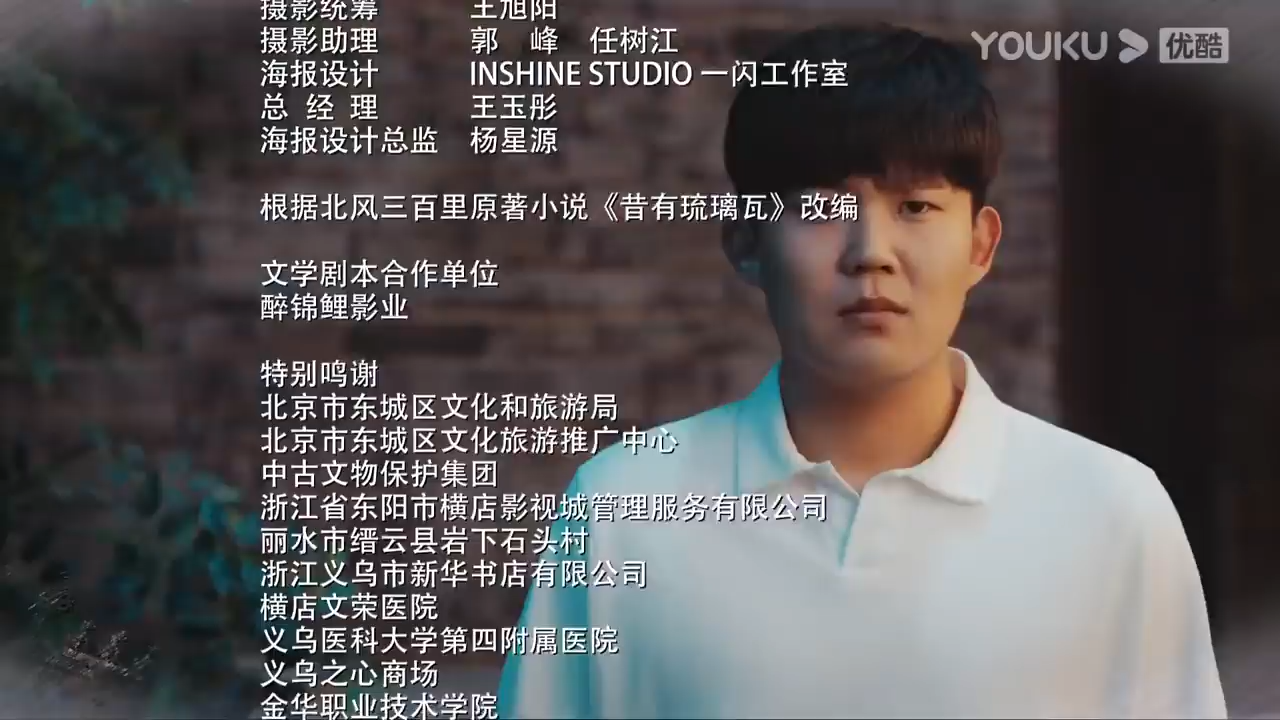 摄影统筹 王旭阳
YOUKU 优酷
摄影助理 郭 峰 任树江
海报设计 INSHINE STUDIO 一闪工作室
总 经 理 王玉彤
海报设计总监 杨星源
根据北风三百里原著小说《昔有琉璃瓦》改编
文学剧本合作单位
醉锦鲤影业
特别鸣谢
北京市东城区文化和旅游局
北京市东城区文化旅游推广中心
中古文物保护集团
浙江省东阳市横店影视城管理服务有限公司
丽水市缙云县岩下石头村
浙江义乌市新华书店有限公司
横店文荣医院
义乌医科大学第四附属医院
义乌之心商场
金华职业技术学院